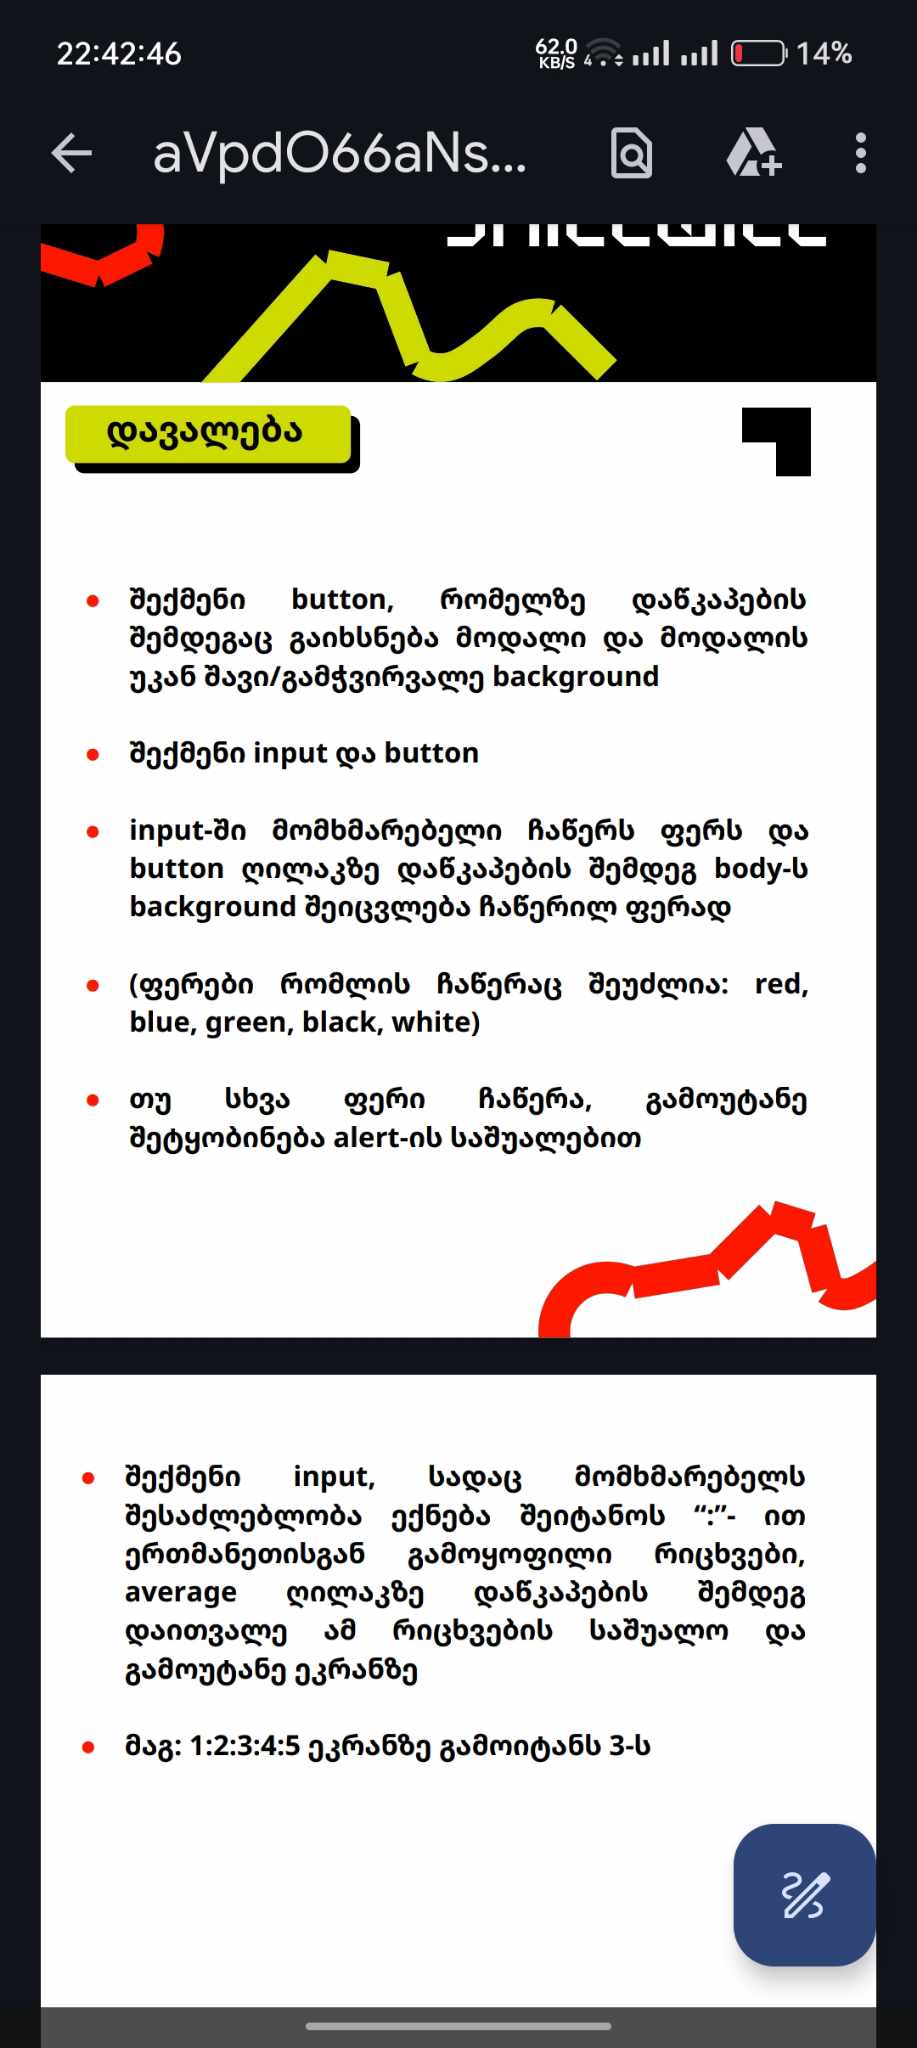 22:42:46
62.0 KB/S 4 14%
aVpdO66aNs...
დავალება
შექმენი button, რომელზე დაწკაპების
შემდეგაც გაიხსნება მოდალი და მოდალის
უკან შავი/გამჭვირვალე background
შექმენი input და button
input-ში მომხმარებელი ჩაწერს ფერს და
button ღილაკზე დაწკაპების შემდეგ body-ს
background შეიცვლება ჩაწერილ ფერად
(ფერები რომლის ჩაწერაც შეუძლია: red,
blue, green, black, white)
თუ სხვა ფერი ჩაწერა, გამოუტანე
შეტყობინება alert-ის საშუალებით
შექმენი input, სადაც მომხმარებელს
შესაძლებლობა ექნება შეიტანოს “:”- ით
ერთმანეთისგან გამოყოფილი რიცხვები,
average ღილაკზე დაწკაპების შემდეგ
დაითვალე ამ რიცხვების საშუალო და
გამოუტანე ეკრანზე
მაგ: 1:2:3:4:5 ეკრანზე გამოიტანს 3-ს